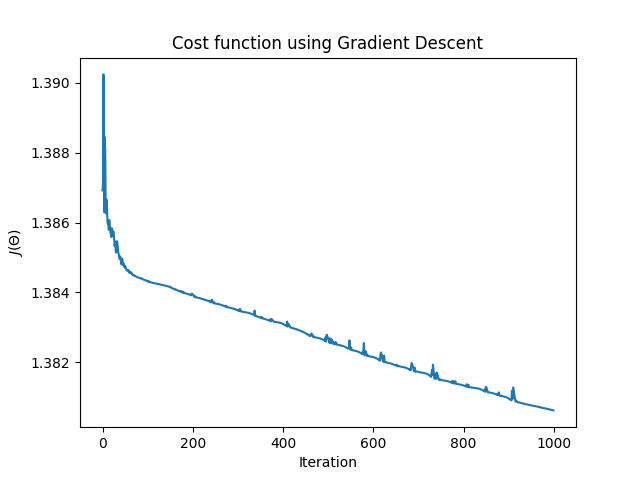 Cost function using Gradient Descent
1.390
1.388
1.386
1.384
1.382
J(Θ)
0 200 400 600 800 1000
Iteration